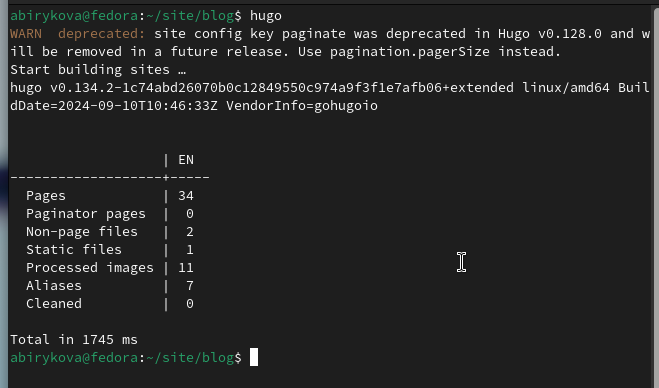 abirykova@fedora:~/site/blog$ hugo
WARN  deprecated: site config key paginate was deprecated in Hugo v0.128.0 and w
ill be removed in a future release. Use pagination.pagerSize instead.
Start building sites …
hugo v0.134.2-1c74abd26070b0c12849550c974a9f3f1e7afb06+extended linux/amd64 Buil
dDate=2024-09-10T10:46:33Z VendorInfo=gohugoio
                   | EN
-------------------+-----
  Pages            | 34
  Paginator pages  |  0
  Non-page files   |  2
  Static files     |  1
  Processed images | 11
  Aliases          |  7
  Cleaned          |  0
Total in 1745 ms
abirykova@fedora:~/site/blog$